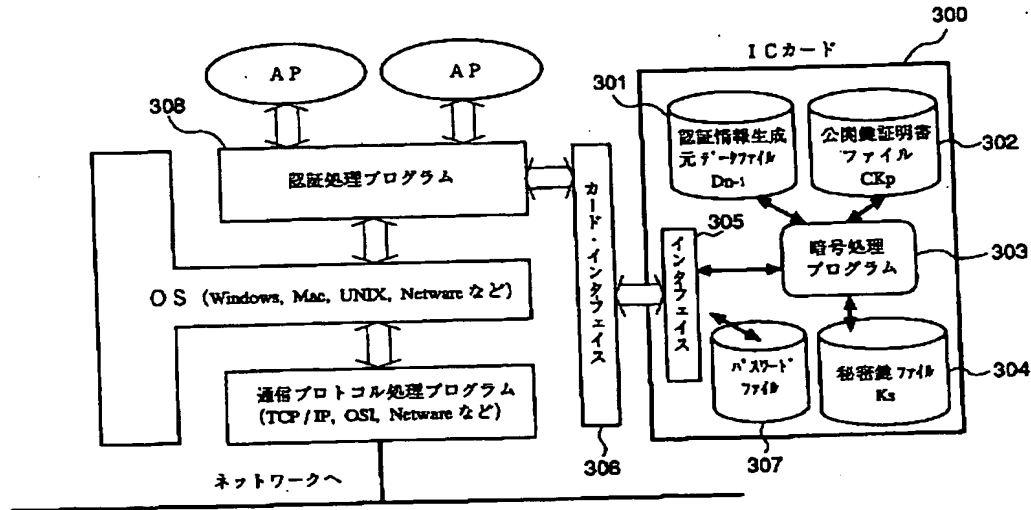 300
ICカード
AP
AP
308
認証処理プログラム
301
認証情報生成
元データファイル
Dn-1
公開鍵証明書
ファイル
CKp
302
カード・インタフェイス
305
インタフェイス
暗号処理
プログラム
303
OS (Windows, Mac, UNIX, Netware など)
パスワード
ファイル
秘密鍵ファイル
Ks
304
通信プロトコル処理プログラム
(TCP / IP, OSI, Netware など)
306
307
ネットワークへ